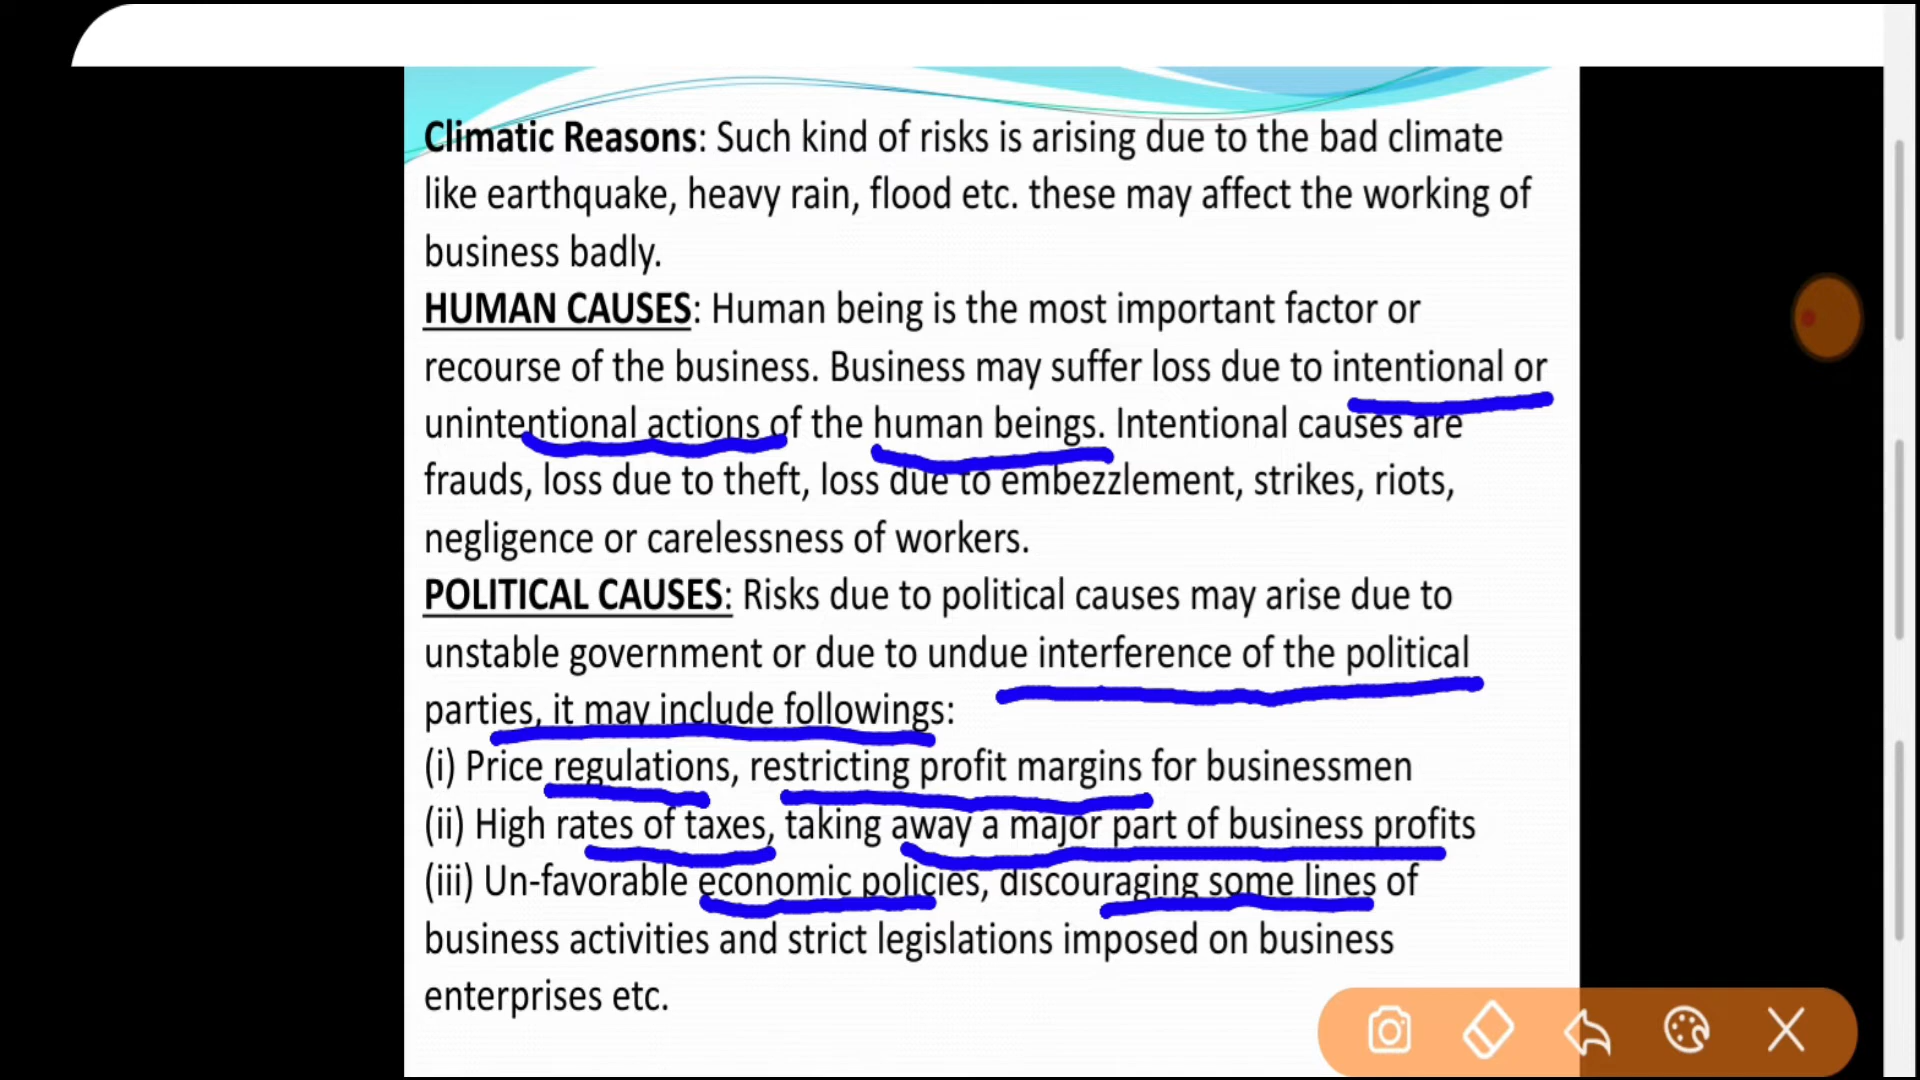 Climatic Reasons: Such kind of risks is arising due to the bad climate
like earthquake, heavy rain, flood etc. these may affect the working of
business badly.
HUMAN CAUSES: Human being is the most important factor or
recourse of the business. Business may suffer loss due to intentional or
unintentional actions of the human beings. Intentional causes are
frauds, loss due to theft, loss due to embezzlement, strikes, riots,
negligence or carelessness of workers.
POLITICAL CAUSES: Risks due to political causes may arise due to
unstable government or due to undue interference of the political
parties, it may include followings:
(i) Price regulations, restricting profit margins for businessmen
(ii) High rates of taxes, taking away a major part of business profits
(iii) Un-favorable economic policies, discouraging some lines of
business activities and strict legislations imposed on business
enterprises etc.